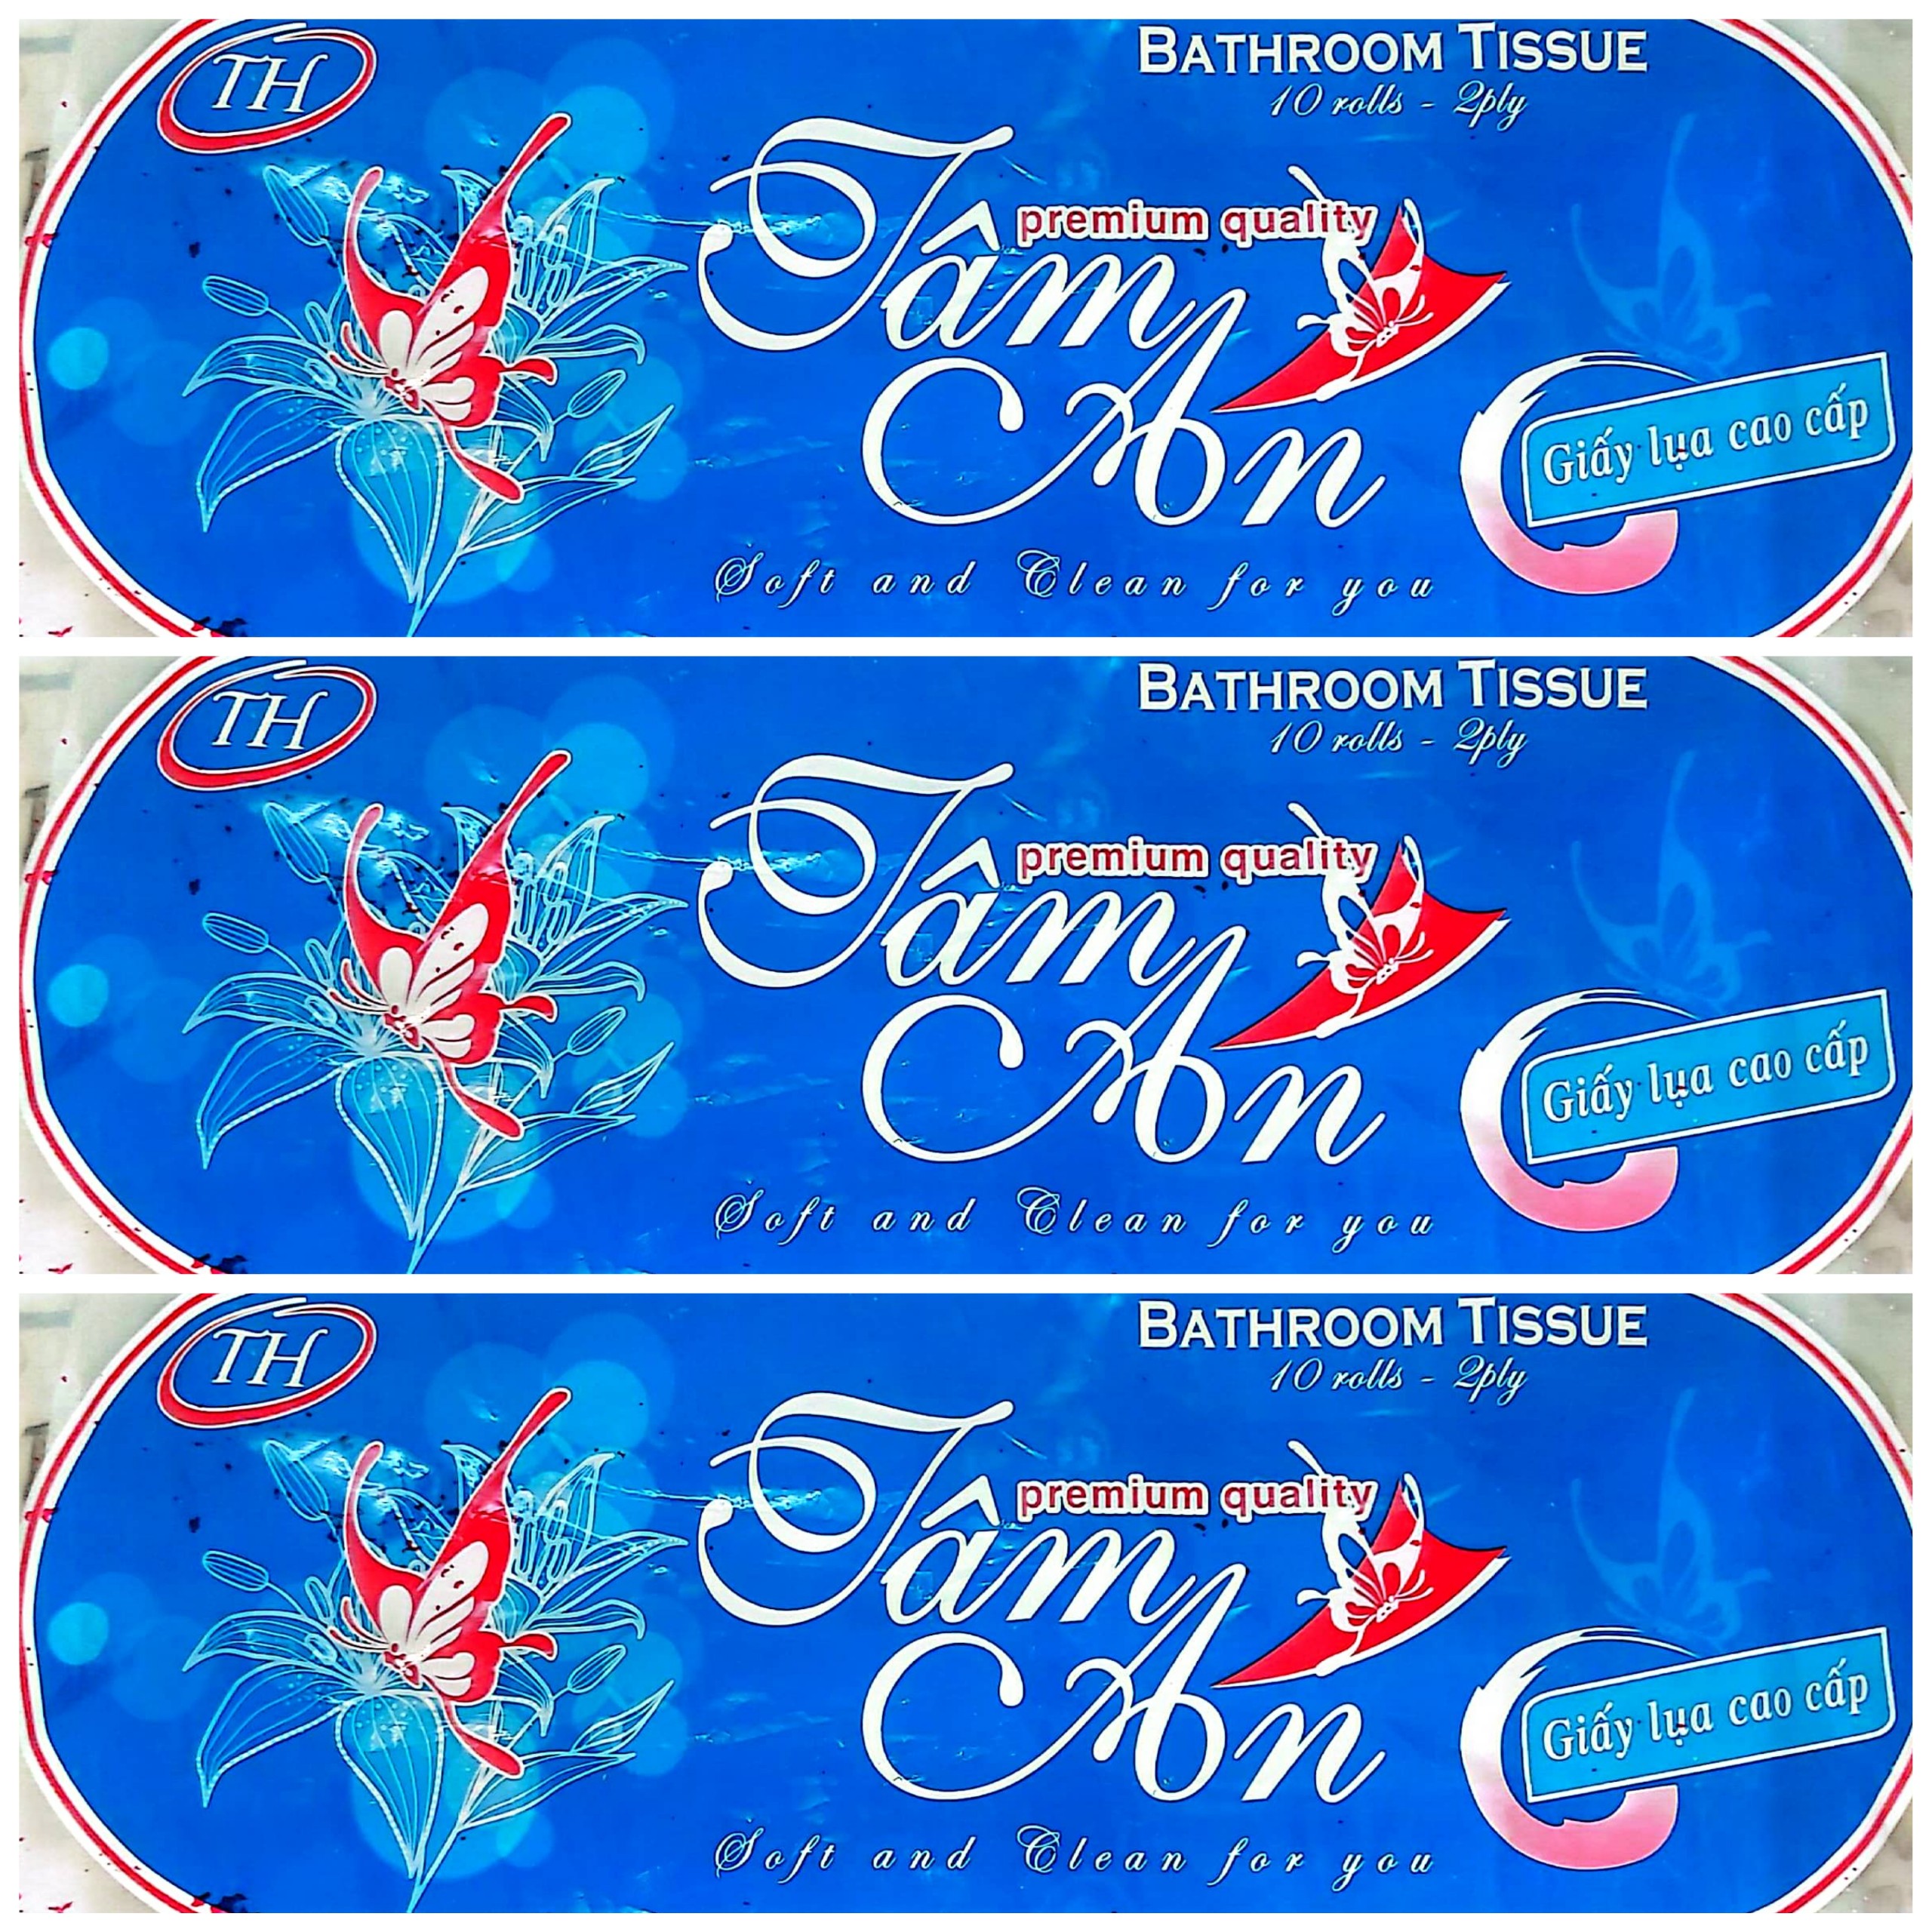 TH
BATHROOM TISSUE
10 rolls - 2ply
premium quality
Tâm
An
Giấy lụa cao cấp
Soft and Clean for you
TH
BATHROOM TISSUE
10 rolls - 2ply
premium quality
Tâm
An
Giấy lụa cao cấp
Soft and Clean for you
TH
BATHROOM TISSUE
10 rolls - 2ply
premium quality
Tâm
An
Giấy lụa cao cấp
Soft and Clean for you